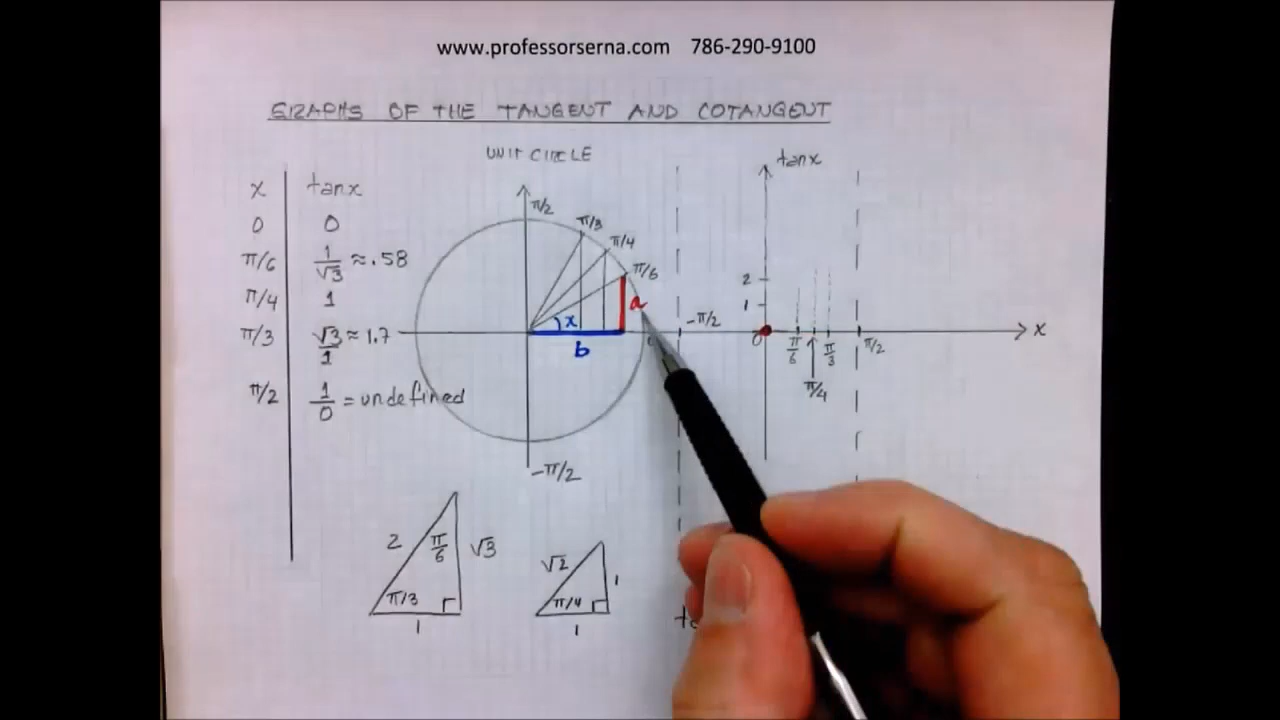 www.professorserna.com 786-290-9100
GRAPHS OF THE TANGENT AND COTANGENT
UNIT CIRCLE
x tanx
0 0
π/6 1/√3 ≈ .58
π/4 1
π/3 √3/1 ≈ 1.7
π/2 1/0 = undefined
π/2
π/3
π/4
π/6
a
x
b
0
-π/2
tanx
2
1
-π/2
0
π/6
π/4
π/3
π/2
x
2
π/6
√3
π/3
1
√2
1
π/4
1